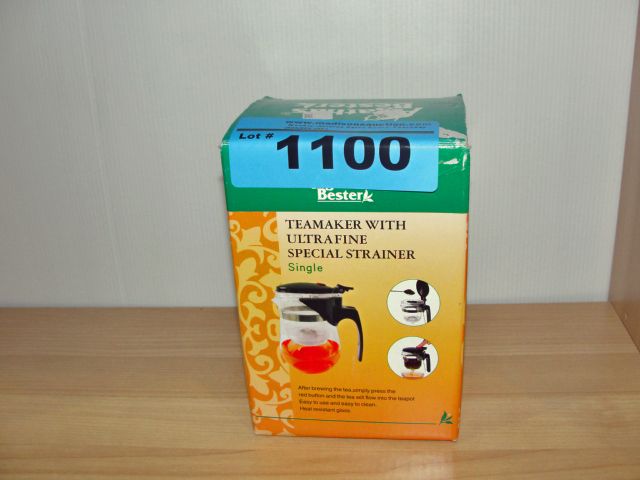 Bester
Lot #
1100
Bester
TEAMAKER WITH
ULTRAFINE
SPECIAL STRAINER
Single
After brewing the tea,simply press the
red button and the tea will flow into the teapot
Easy to use and easy to clean.
Heat resistant glass